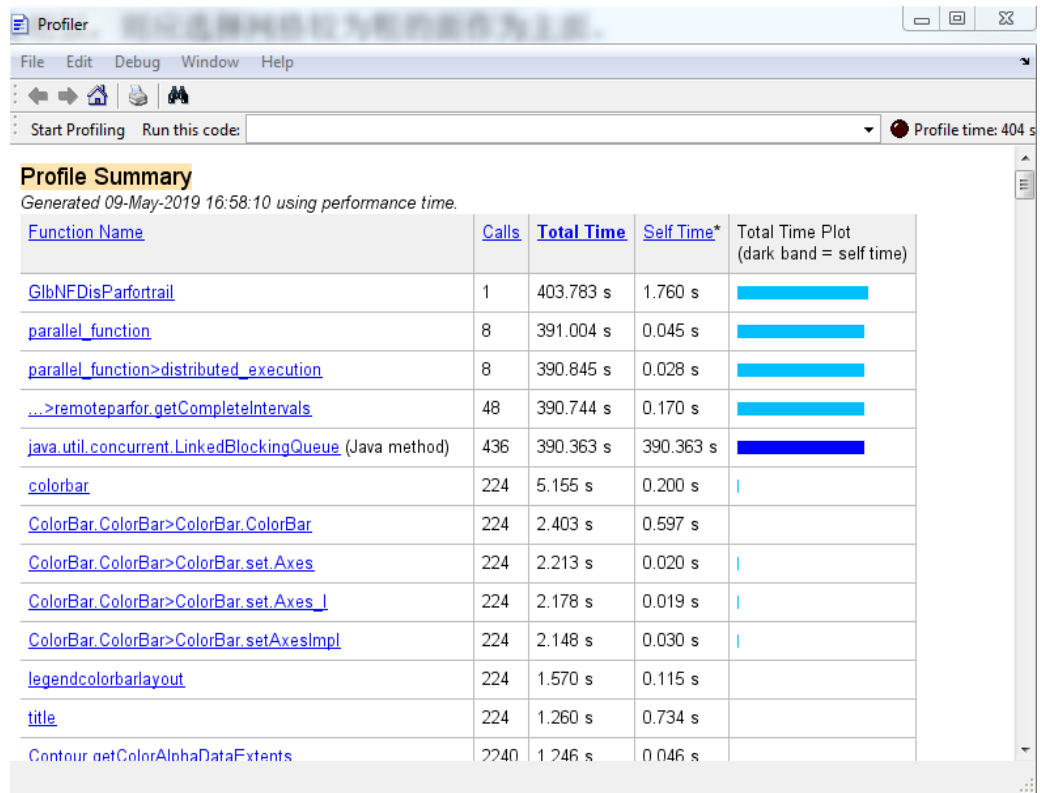 Profiler
File Edit Debug Window Help
Start Profiling Run this code: Profile time: 404 s
Profile Summary
Generated 09-May-2019 16:58:10 using performance time.
Function Name Calls Total Time Self Time* Total Time Plot
(dark band = self time)
GlbNFDisParfortrail 1 403.783 s 1.760 s
parallel_function 8 391.004 s 0.045 s
parallel_function>distributed_execution 8 390.845 s 0.028 s
...>remoteparfor.getCompleteIntervals 48 390.744 s 0.170 s
java.util.concurrent.LinkedBlockingQueue (Java method) 436 390.363 s 390.363 s
colorbar 224 5.155 s 0.200 s
ColorBar.ColorBar>ColorBar.ColorBar 224 2.403 s 0.597 s
ColorBar.ColorBar>ColorBar.set.Axes 224 2.213 s 0.020 s
ColorBar.ColorBar>ColorBar.set.Axes_I 224 2.178 s 0.019 s
ColorBar.ColorBar>ColorBar.setAxesImpl 224 2.148 s 0.030 s
legendcolorbarlayout 224 1.570 s 0.115 s
title 224 1.260 s 0.734 s
Contour.getColorAlphaDataExtents 2240 1.246 s 0.046 s